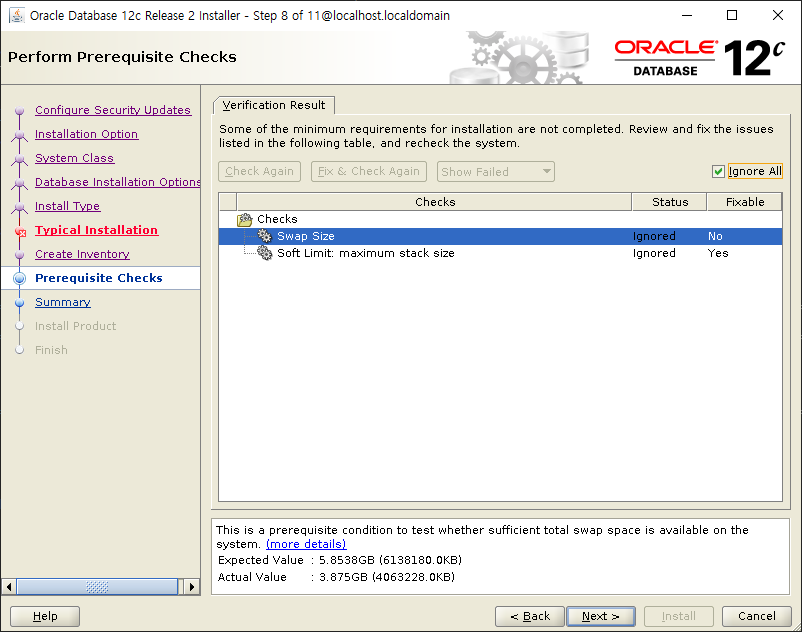 Oracle Database 12c Release 2 Installer - Step 8 of 11@localhost.localdomain
Perform Prerequisite Checks
ORACLE®
DATABASE
12c
Configure Security Updates
Installation Option
System Class
Database Installation Options
Install Type
Typical Installation
Create Inventory
Prerequisite Checks
Summary
Install Product
Finish
Verification Result
Some of the minimum requirements for installation are not completed. Review and fix the issues
listed in the following table, and recheck the system.
Check Again Fix & Check Again Show Failed Ignore All
Checks Status Fixable
Checks
Swap Size Ignored No
Soft Limit: maximum stack size Ignored Yes
This is a prerequisite condition to test whether sufficient total swap space is available on the
system. (more details)
Expected Value : 5.8538GB (6138180.0KB)
Actual Value : 3.875GB (4063228.0KB)
Help < Back Next > Install Cancel